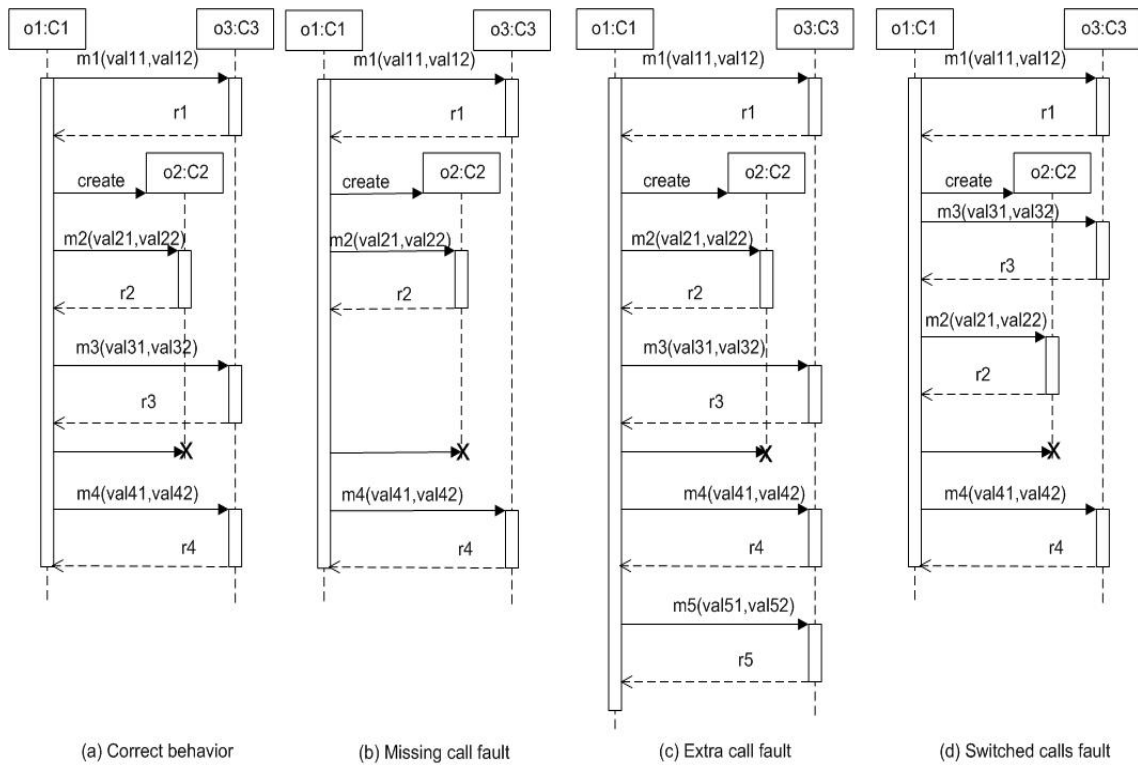 o1:C1
o3:C3
m1(val11,val12)
r1
create
o2:C2
m2(val21,val22)
r2
m3(val31,val32)
r3
X
m4(val41,val42)
r4
(a) Correct behavior
o1:C1
o3:C3
m1(val11,val12)
r1
create
o2:C2
m2(val21,val22)
r2
X
m4(val41,val42)
r4
(b) Missing call fault
o1:C1
o3:C3
m1(val11,val12)
r1
create
o2:C2
m2(val21,val22)
r2
m3(val31,val32)
r3
X
m4(val41,val42)
r4
m5(val51,val52)
r5
(c) Extra call fault
o1:C1
o3:C3
m1(val11,val12)
r1
create
o2:C2
m3(val31,val32)
r3
m2(val21,val22)
r2
X
m4(val41,val42)
r4
(d) Switched calls fault